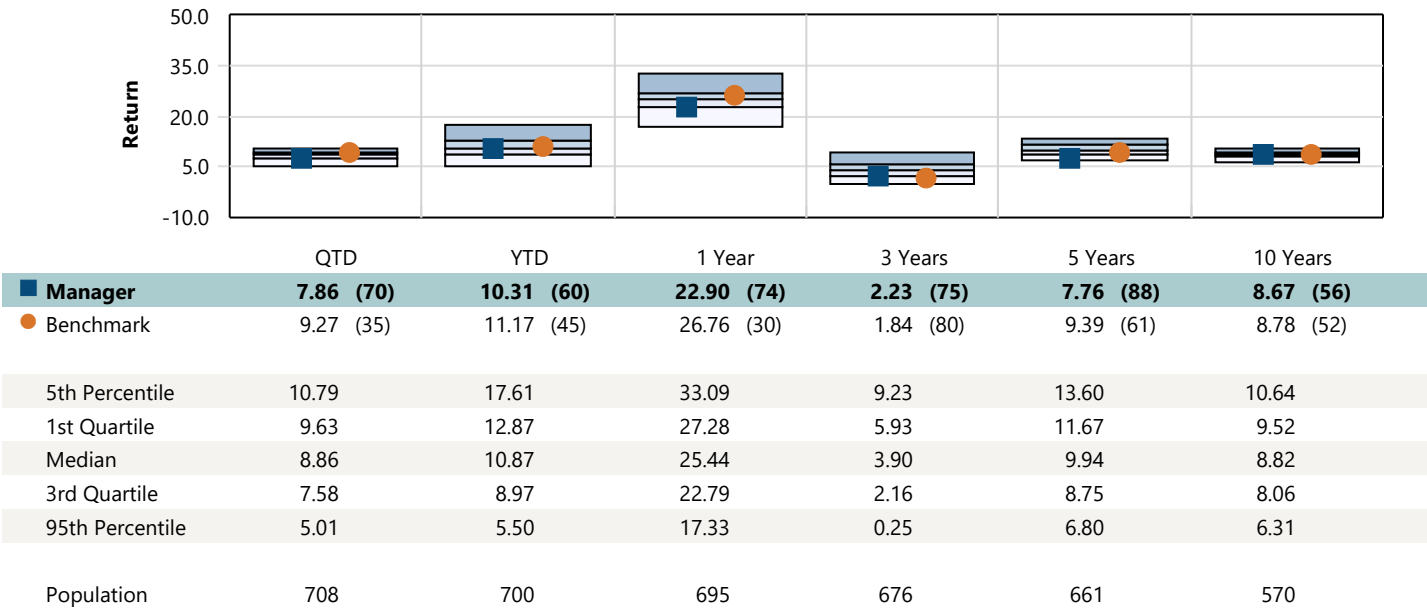 50.0
35.0
20.0
5.0
-10.0
Return
QTD YTD 1 Year 3 Years 5 Years 10 Years
Manager 7.86 (70) 10.31 (60) 22.90 (74) 2.23 (75) 7.76 (88) 8.67 (56)
Benchmark 9.27 (35) 11.17 (45) 26.76 (30) 1.84 (80) 9.39 (61) 8.78 (52)
5th Percentile 10.79 17.61 33.09 9.23 13.60 10.64
1st Quartile 9.63 12.87 27.28 5.93 11.67 9.52
Median 8.86 10.87 25.44 3.90 9.94 8.82
3rd Quartile 7.58 8.97 22.79 2.16 8.75 8.06
95th Percentile 5.01 5.50 17.33 0.25 6.80 6.31
Population 708 700 695 676 661 570